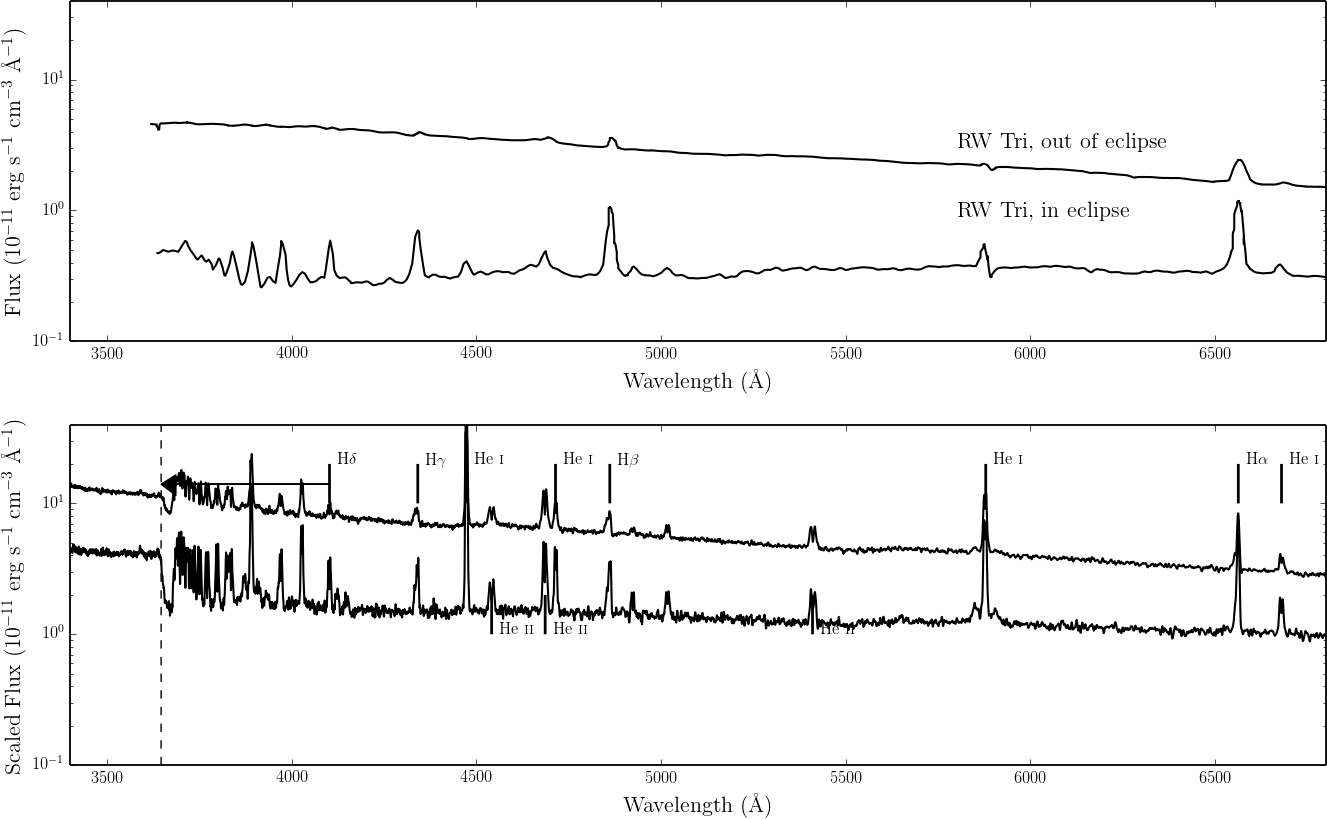 Flux (10⁻¹¹ erg s⁻¹ cm⁻³ Å⁻¹)
10¹
10⁰
10⁻¹
RW Tri, out of eclipse
RW Tri, in eclipse
3500 4000 4500 5000 5500 6000 6500
Wavelength (Å)
Scaled Flux (10⁻¹¹ erg s⁻¹ cm⁻³ Å⁻¹)
10¹
10⁰
10⁻¹
Hδ Hγ He I He I Hβ He I Hα He I
He II He II He II
3500 4000 4500 5000 5500 6000 6500
Wavelength (Å)